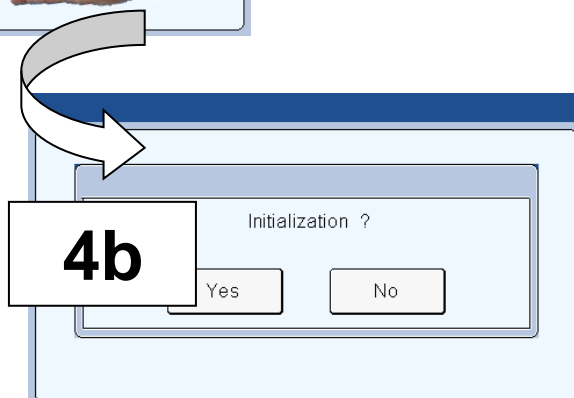 Initialization ?
4b
Yes No